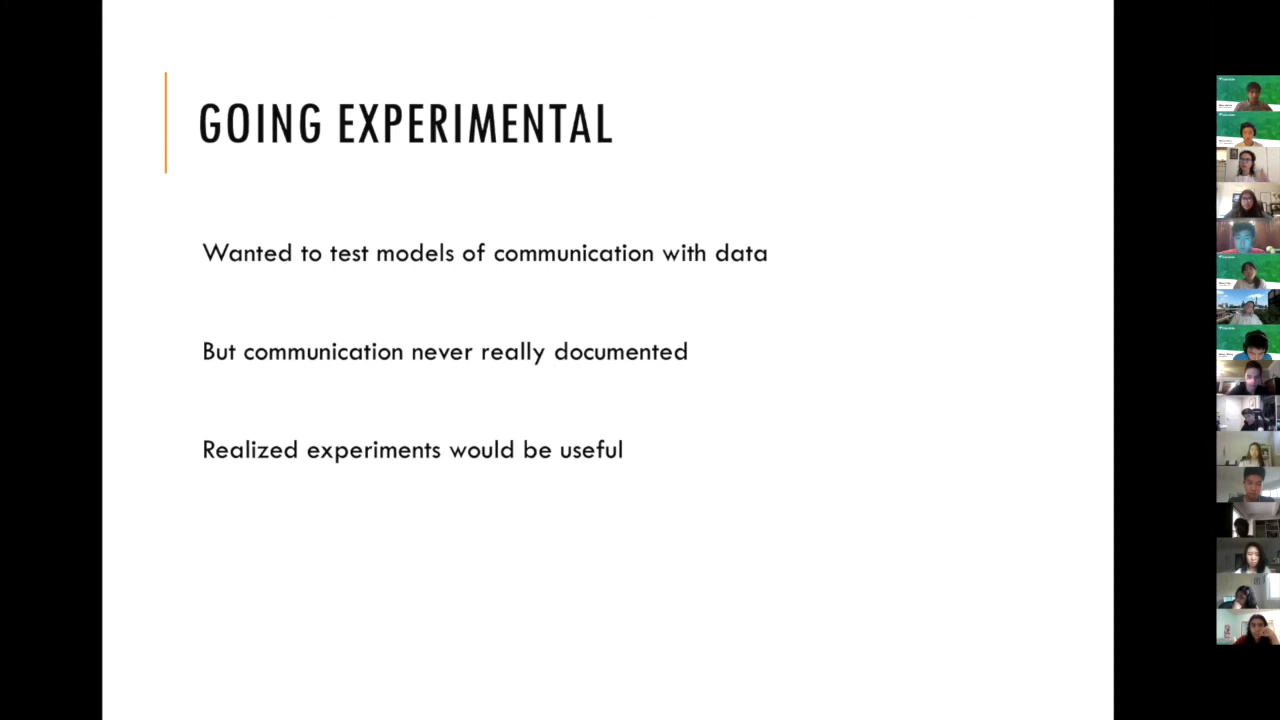 GOING EXPERIMENTAL
Wanted to test models of communication with data
But communication never really documented
Realized experiments would be useful